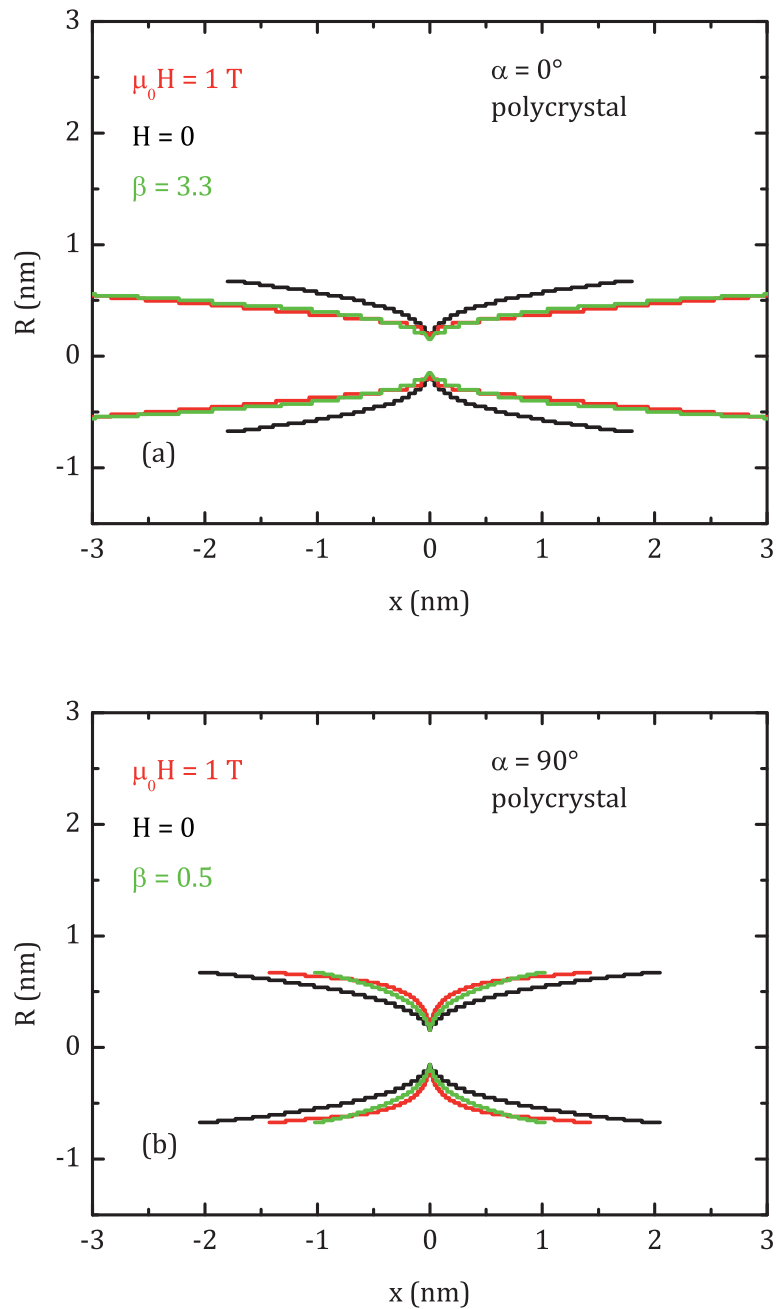 3
μ₀H = 1 T
α = 0°
polycrystal
2
H = 0
β = 3.3
1
R (nm)
0
(a)
-1
-3 -2 -1 0 1 2 3
x (nm)
3
μ₀H = 1 T
α = 90°
polycrystal
2
H = 0
β = 0.5
1
R (nm)
0
(b)
-1
-3 -2 -1 0 1 2 3
x (nm)